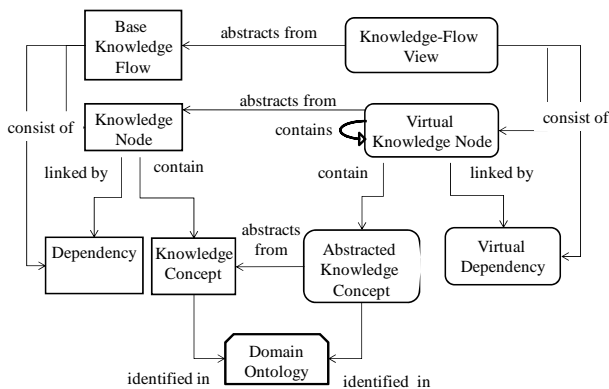 Base
Knowledge
Flow
abstracts from
Knowledge-Flow
View
consist of
Knowledge
Node
abstracts from
contains
Virtual
Knowledge Node
consist of
linked by
contain
contain
linked by
Dependency
Knowledge
Concept
abstracts
from
Abstracted
Knowledge
Concept
Virtual
Dependency
identified in
Domain
Ontology
identified in